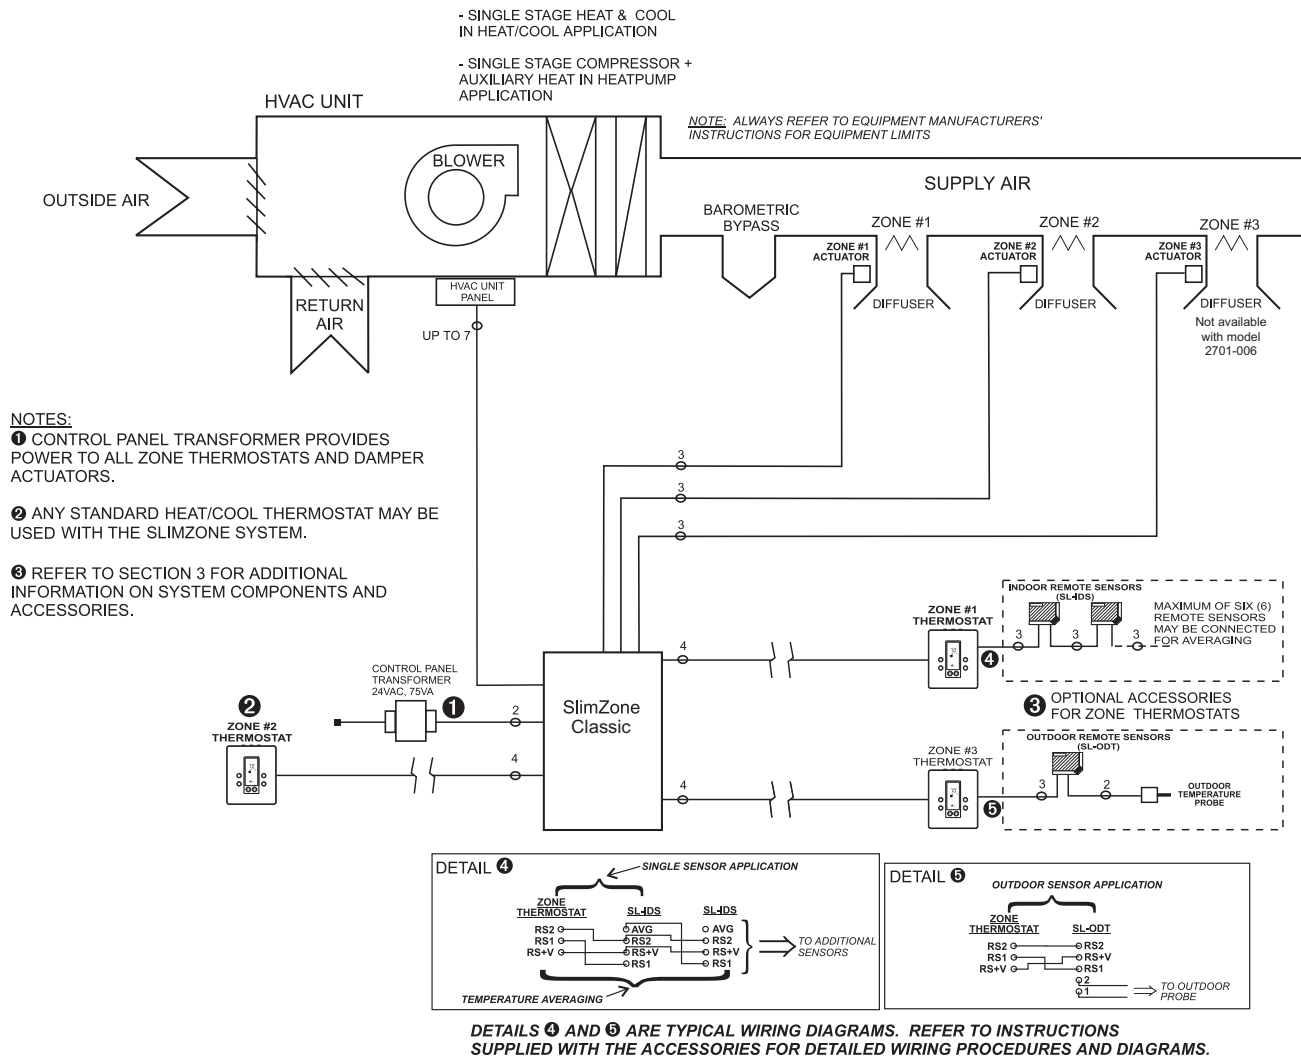 - SINGLE STAGE HEAT & COOL
IN HEAT/COOL APPLICATION
- SINGLE STAGE COMPRESSOR +
AUXILIARY HEAT IN HEATPUMP
APPLICATION
HVAC UNIT
NOTE: ALWAYS REFER TO EQUIPMENT MANUFACTURERS'
INSTRUCTIONS FOR EQUIPMENT LIMITS
BLOWER
OUTSIDE AIR
SUPPLY AIR
BAROMETRIC
BYPASS
ZONE #1
ZONE #2
ZONE #3
ZONE #1
ACTUATOR
ZONE #2
ACTUATOR
ZONE #3
ACTUATOR
HVAC UNIT
PANEL
RETURN
AIR
DIFFUSER
DIFFUSER
DIFFUSER
Not available
with model
2701-006
UP TO 7
NOTES:
❶ CONTROL PANEL TRANSFORMER PROVIDES
POWER TO ALL ZONE THERMOSTATS AND DAMPER
ACTUATORS.
❷ ANY STANDARD HEAT/COOL THERMOSTAT MAY BE
USED WITH THE SLIMZONE SYSTEM.
❸ REFER TO SECTION 3 FOR ADDITIONAL
INFORMATION ON SYSTEM COMPONENTS AND
ACCESSORIES.
3
3
3
INDOOR REMOTE SENSORS
(SL-IDS)
ZONE #1
THERMOSTAT
MAXIMUM OF SIX (6)
REMOTE SENSORS
MAY BE CONNECTED
FOR AVERAGING
3
3
3
4
❹
CONTROL PANEL
TRANSFORMER
24VAC, 75VA
❶
2
SlimZone
Classic
❸ OPTIONAL ACCESSORIES
FOR ZONE THERMOSTATS
❷
ZONE #2
THERMOSTAT
4
ZONE #3
THERMOSTAT
OUTDOOR REMOTE SENSORS
(SL-ODT)
4
❺
3
2
OUTDOOR
TEMPERATURE
PROBE
DETAIL ❹
SINGLE SENSOR APPLICATION
ZONE
THERMOSTAT
SL-IDS
SL-IDS
RS2
RS1
RS+V
AVG
RS2
RS+V
RS1
AVG
RS2
RS+V
RS1
TO ADDITIONAL
SENSORS
TEMPERATURE AVERAGING
DETAIL ❺
OUTDOOR SENSOR APPLICATION
ZONE
THERMOSTAT
SL-ODT
RS2
RS1
RS+V
RS2
RS+V
RS1
2
1
TO OUTDOOR
PROBE
DETAILS ❹ AND ❺ ARE TYPICAL WIRING DIAGRAMS. REFER TO INSTRUCTIONS
SUPPLIED WITH THE ACCESSORIES FOR DETAILED WIRING PROCEDURES AND DIAGRAMS.